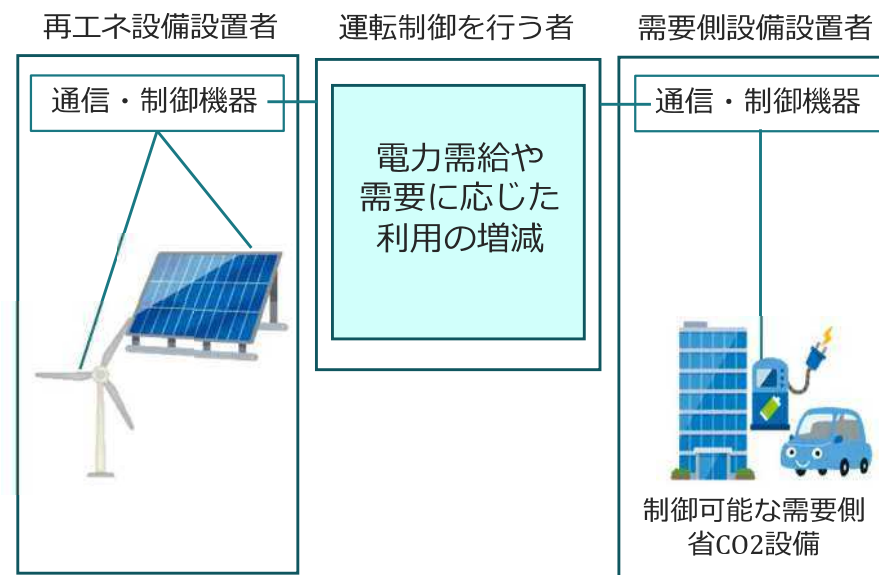 再エネ設備設置者
運転制御を行う者
需要側設備設置者
通信・制御機器
電力需給や
需要に応じた
利用の増減
通信・制御機器
制御可能な需要側
省CO2設備